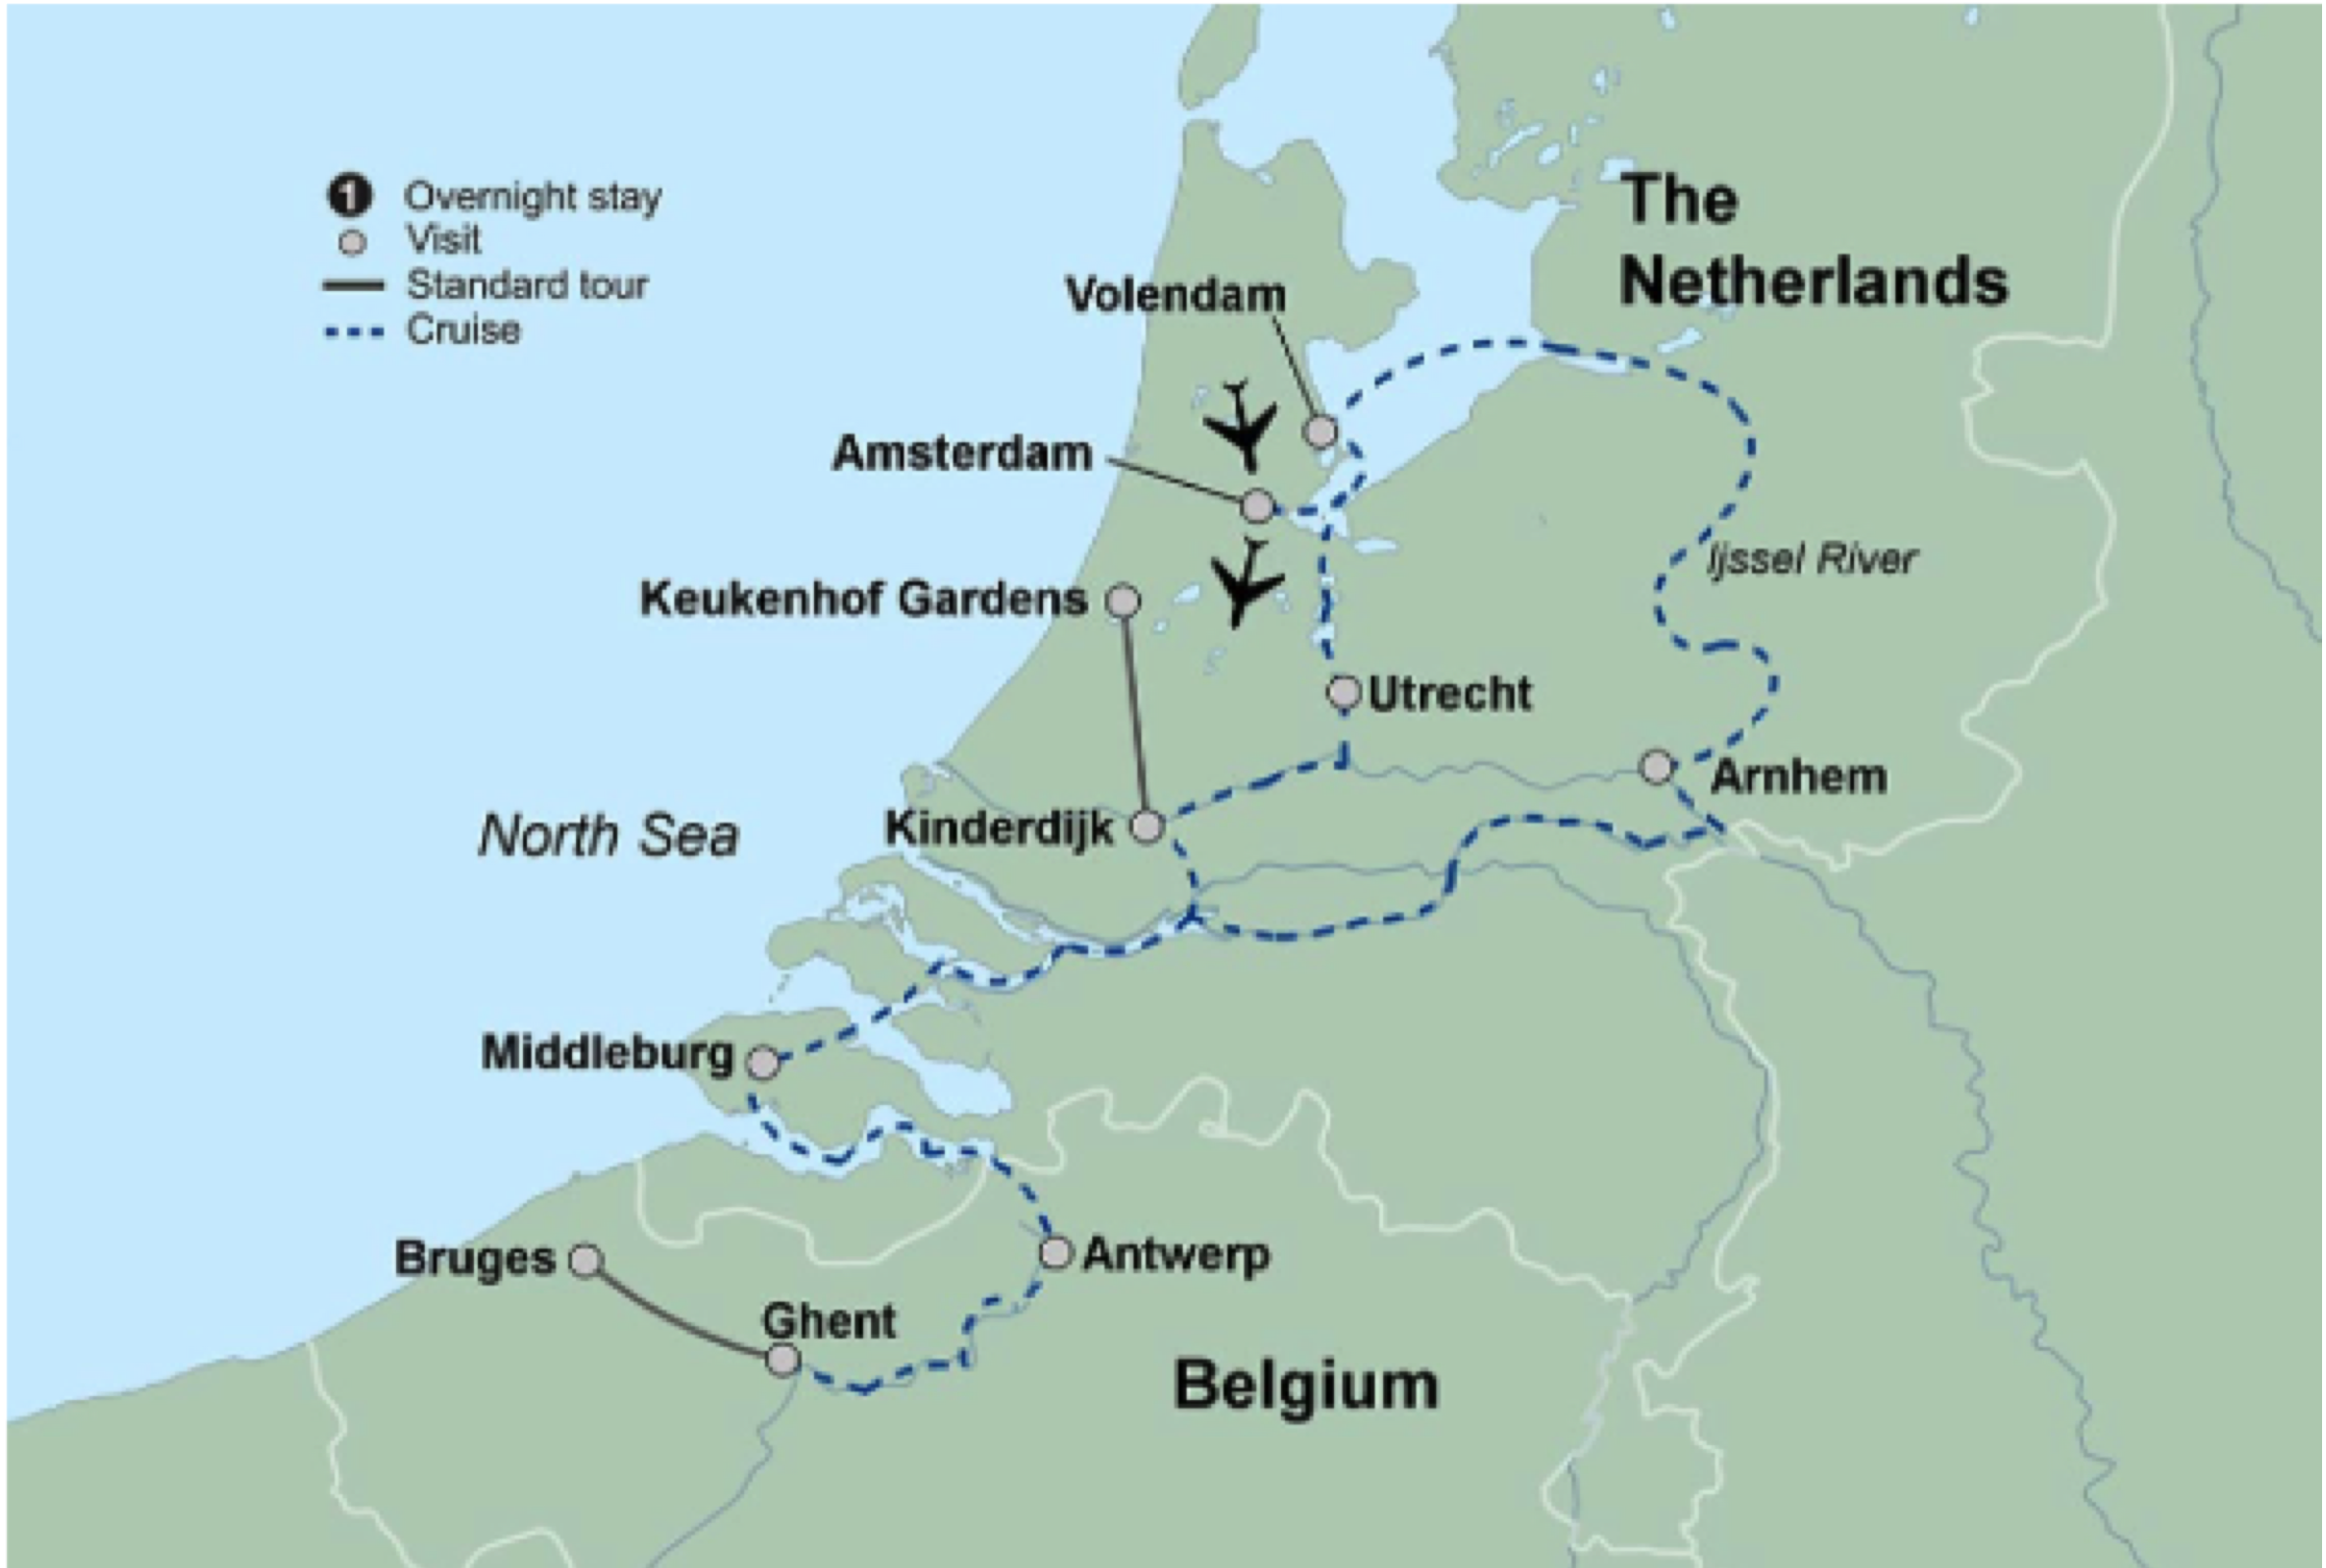 1 Overnight stay
Visit
Standard tour
Cruise
The
Netherlands
Volendam
Amsterdam
Ijssel River
Keukenhof Gardens
Utrecht
Arnhem
Kinderdijk
North Sea
Middleburg
Bruges
Antwerp
Ghent
Belgium